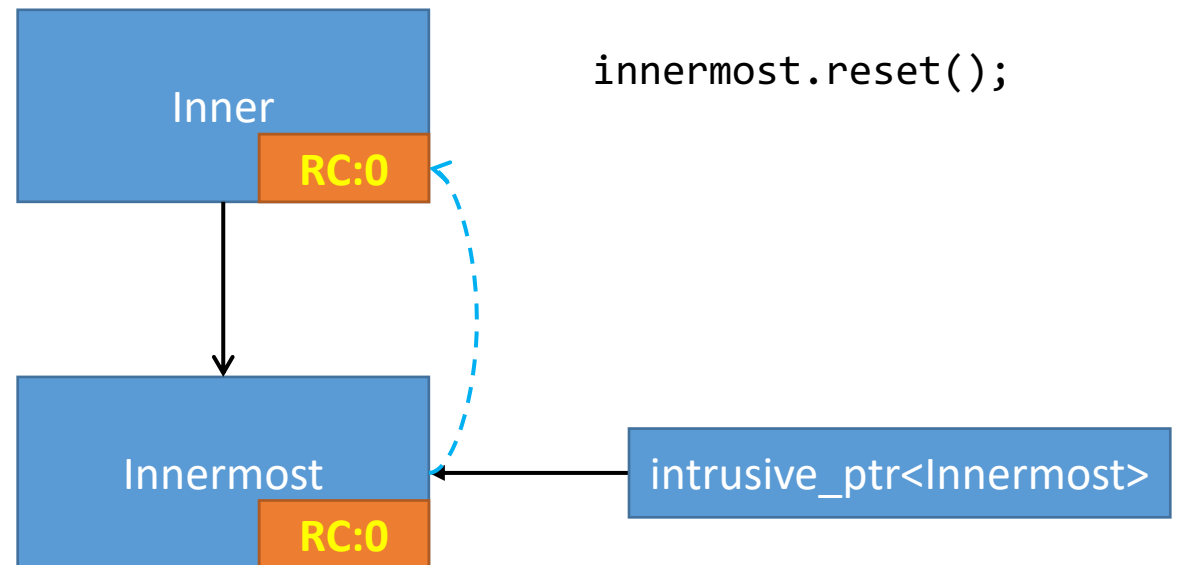 innermost.reset();
Inner
RC:0
Innermost
intrusive_ptr<Innermost>
RC:0